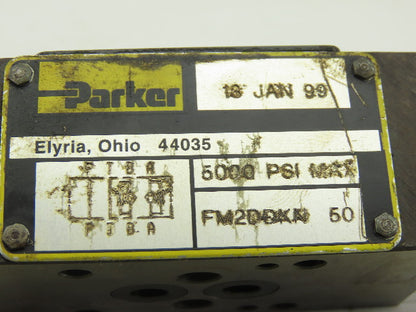 Parker
18 JAN 99
Elyria, Ohio 44035
P T B A
5000 PSI MAX
P T B A
FM2DDKN 50